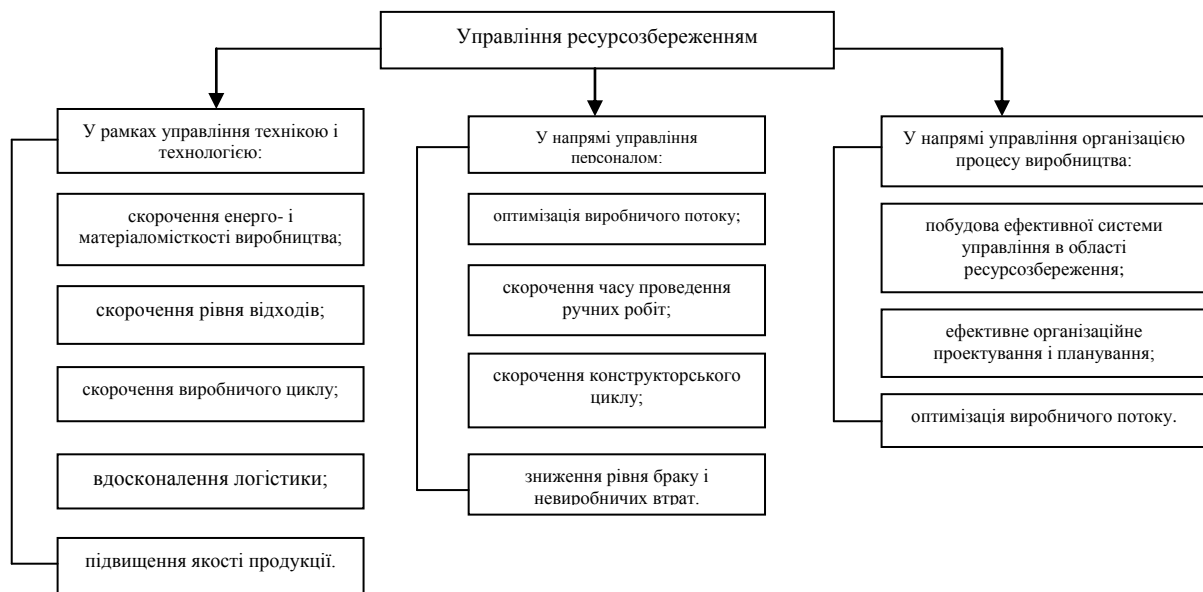 Управління ресурсозбереженням
У рамках управління технікою і
технологією:
скорочення енерго- і
матеріаломісткості виробництва;
скорочення рівня відходів;
скорочення виробничого циклу;
вдосконалення логістики;
підвищення якості продукції.
У напрямі управління
персоналом:
оптимізація виробничого потоку;
скорочення часу проведення
ручних робіт;
скорочення конструкторського
циклу;
зниження рівня браку і
невиробничих втрат.
У напрямі управління організацією
процесу виробництва:
побудова ефективної системи
управління в області
ресурсозбереження;
ефективне організаційне
проектування і планування;
оптимізація виробничого потоку.